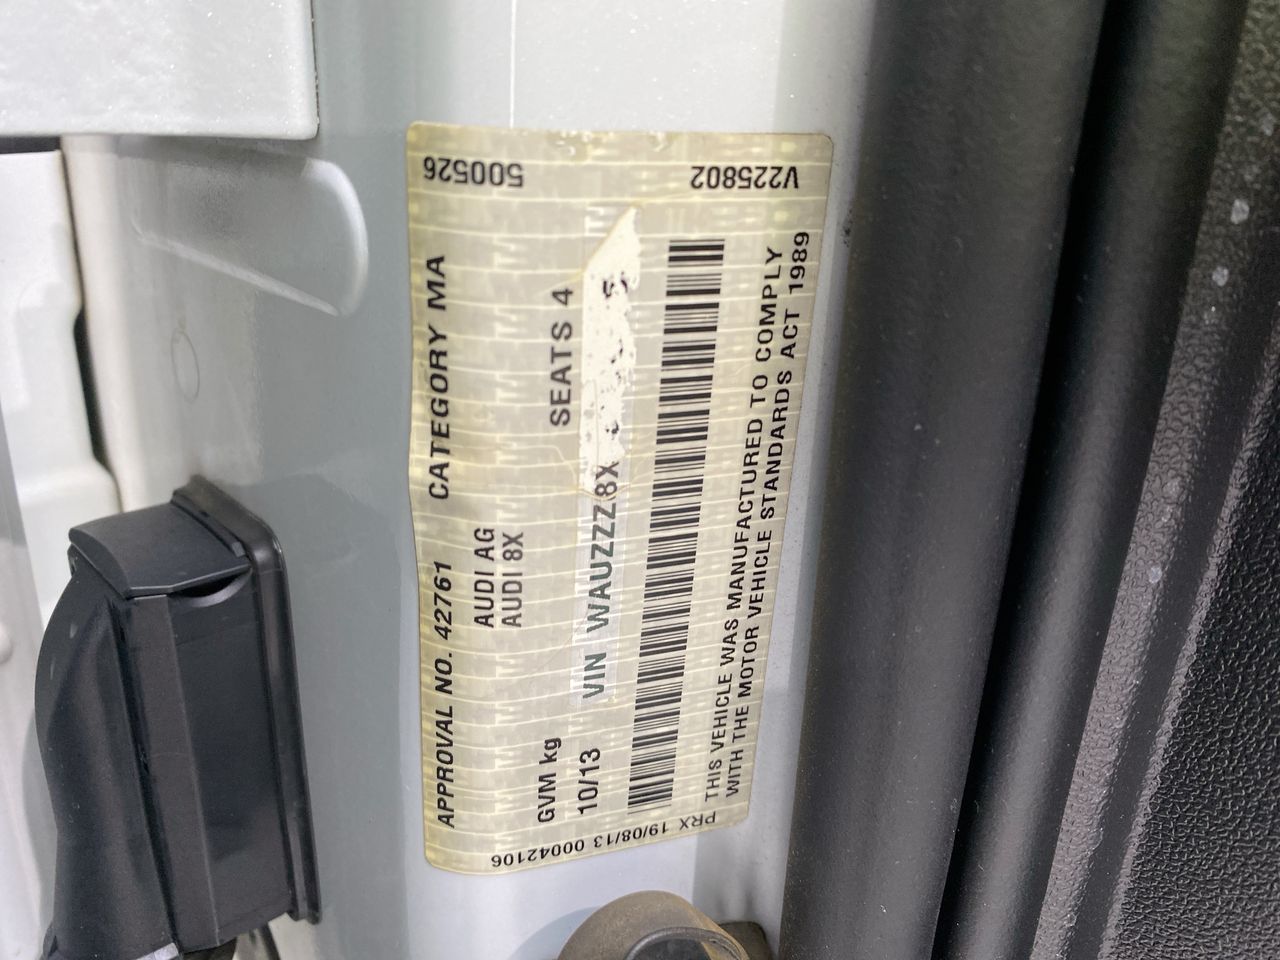 500526
V225802
APPROVAL NO. 42761 CATEGORY MA
AUDI AG
AUDI 8X
GVM kg SEATS 4
10/13
VIN WAUZZZ8X
THIS VEHICLE WAS MANUFACTURED TO COMPLY
WITH THE MOTOR VEHICLE STANDARDS ACT 1989
PRX 19/08/13 00042106